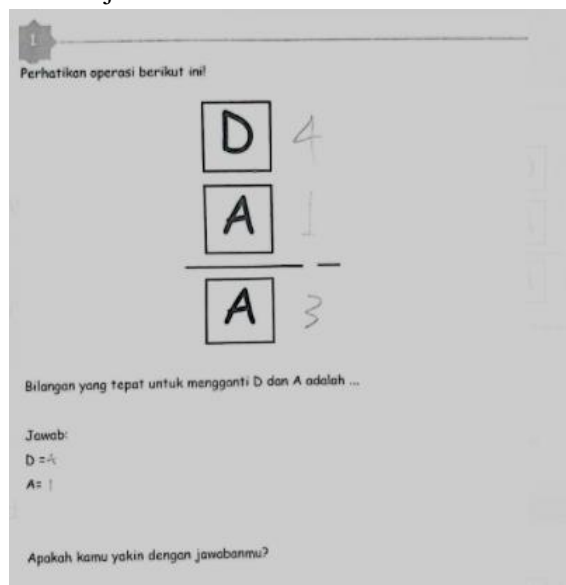 1
Perhatikan operasi berikut ini!
D 4
A 1
−
A 3
Bilangan yang tepat untuk mengganti D dan A adalah ...
Jawab:
D = 4
A = 1
Apakah kamu yakin dengan jawabanmu?